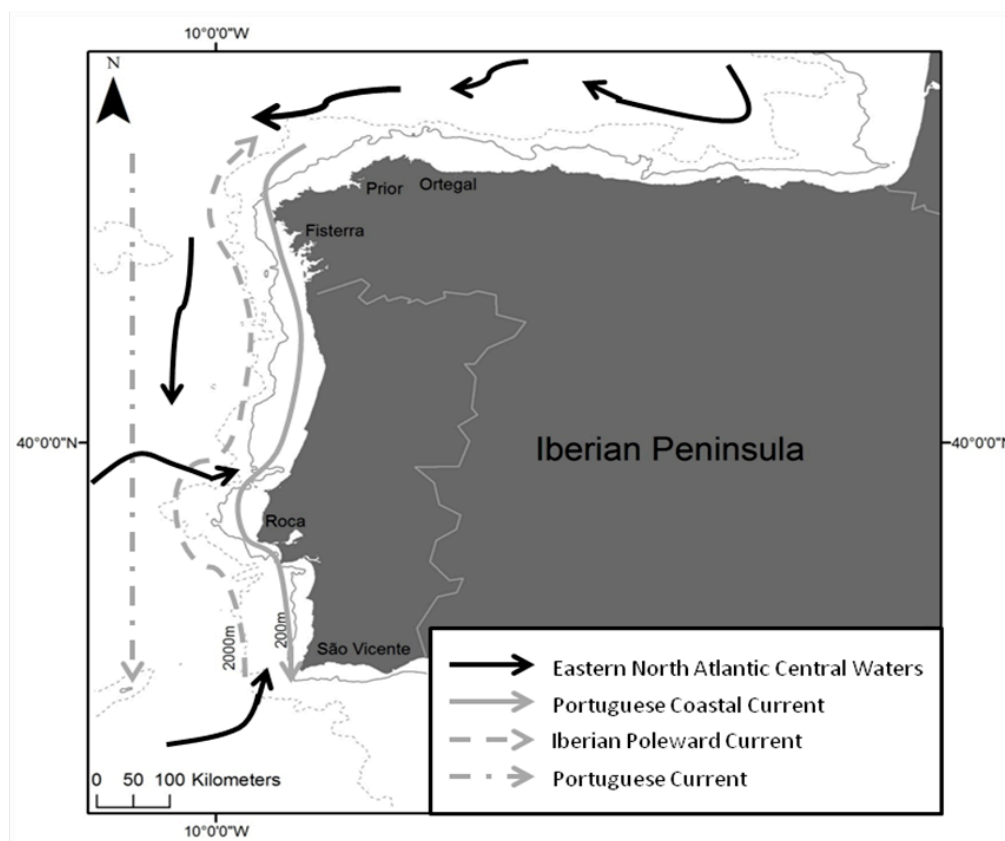 10°0'0"W
N
Prior
Ortegal
Fisterra
40°0'0"N
40°0'0"N
Iberian Peninsula
Roca
2000m
200m
São Vicente
Eastern North Atlantic Central Waters
Portuguese Coastal Current
Iberian Poleward Current
Portuguese Current
0 50 100 Kilometers
10°0'0"W